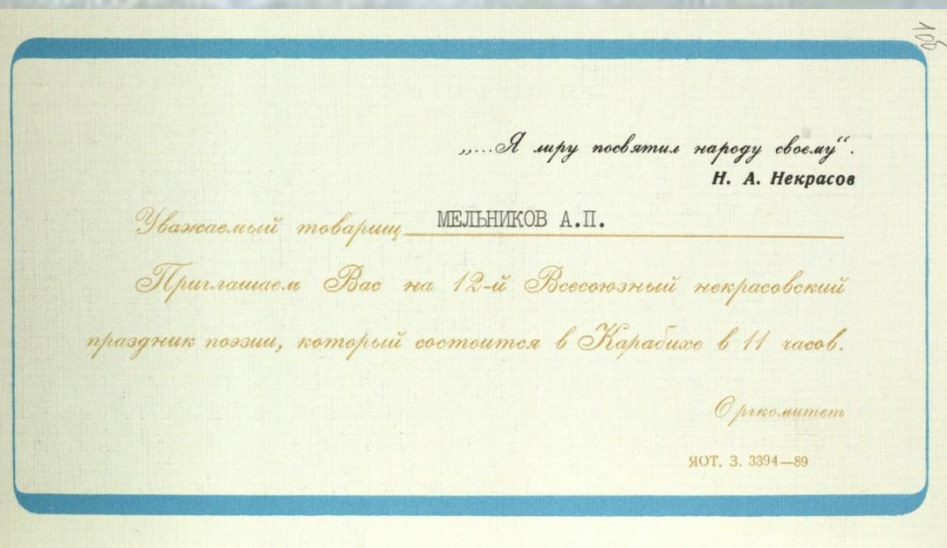 „...Я лиру посвятил народу своему“.
Н. А. Некрасов
Уважаемый товарищ МЕЛЬНИКОВ А.П.
Приглашаем Вас на 12-й Всесоюзный некрасовский
праздник поэзии, который состоится в Карабихе в 11 часов.
Оргкомитет
ЯОТ. З. 3394—89